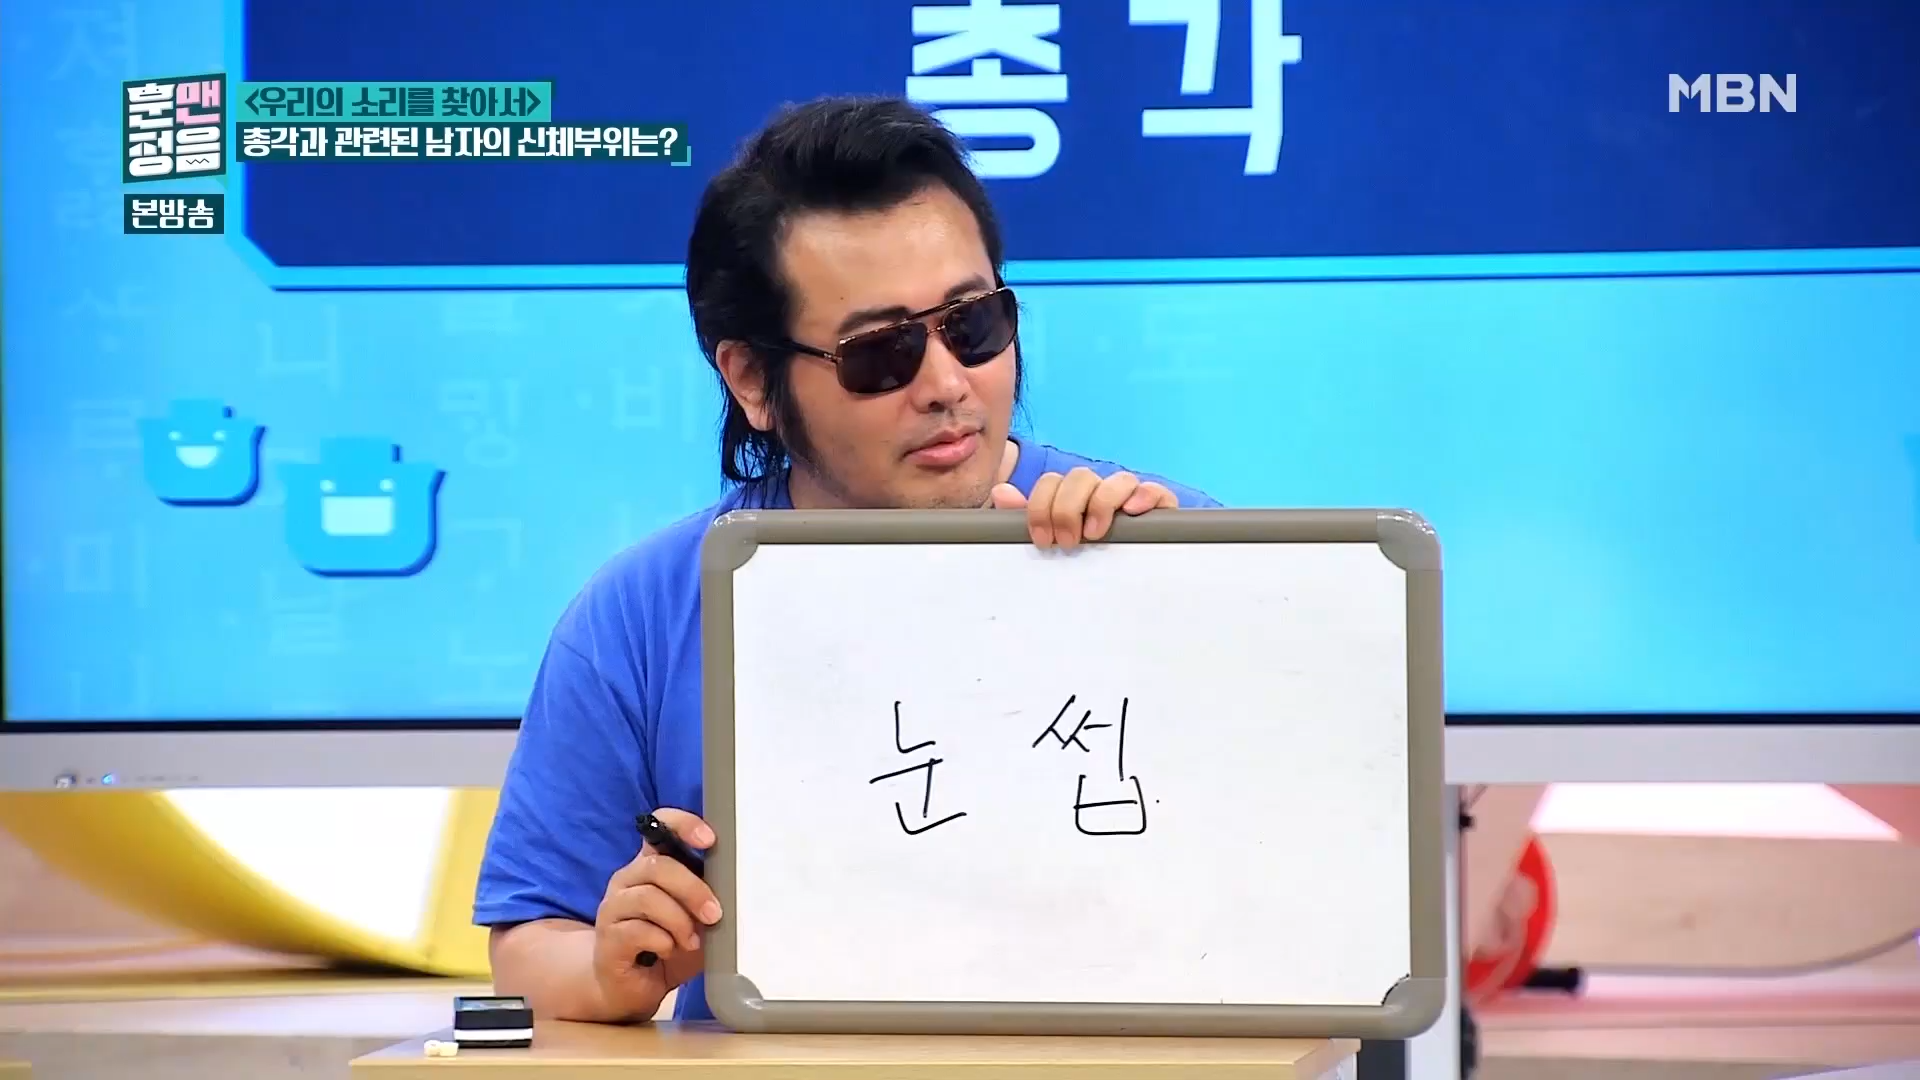 총각
MBN
훈맨
정음
<우리의 소리를 찾아서>
총각과 관련된 남자의 신체부위는?
본방송
눈썹